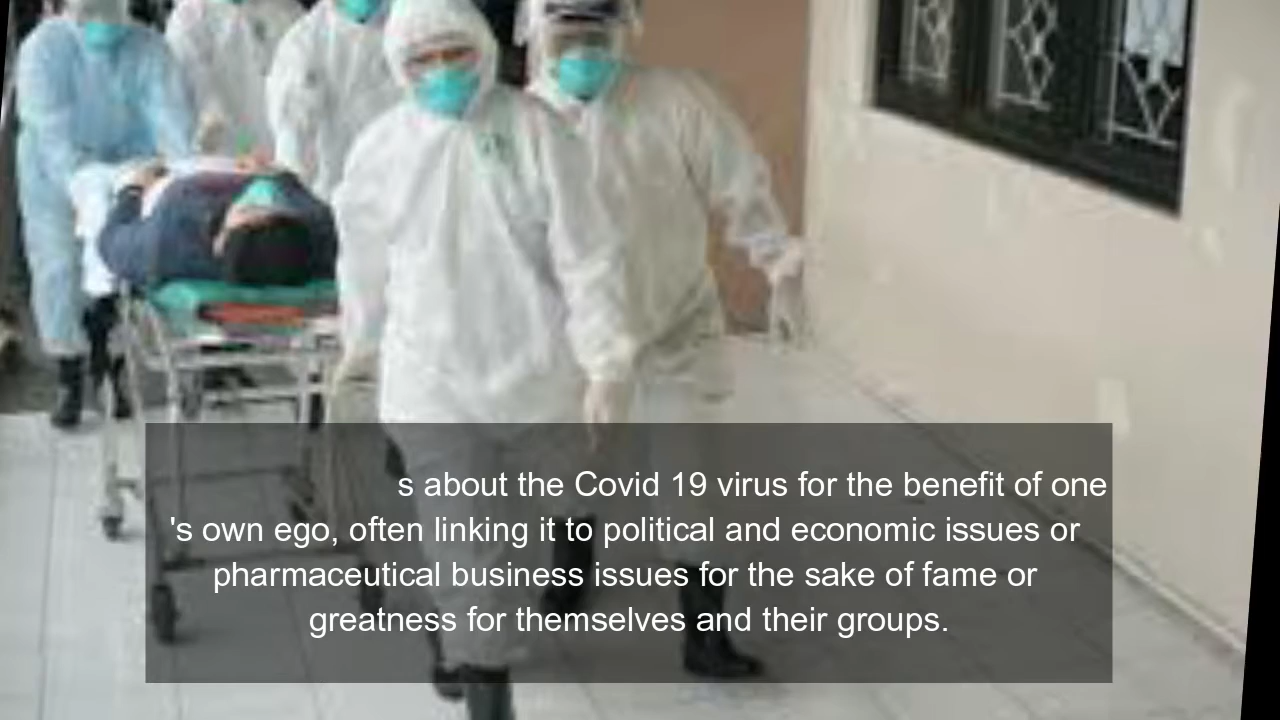 s about the Covid 19 virus for the benefit of one
's own ego, often linking it to political and economic issues or
pharmaceutical business issues for the sake of fame or
greatness for themselves and their groups.